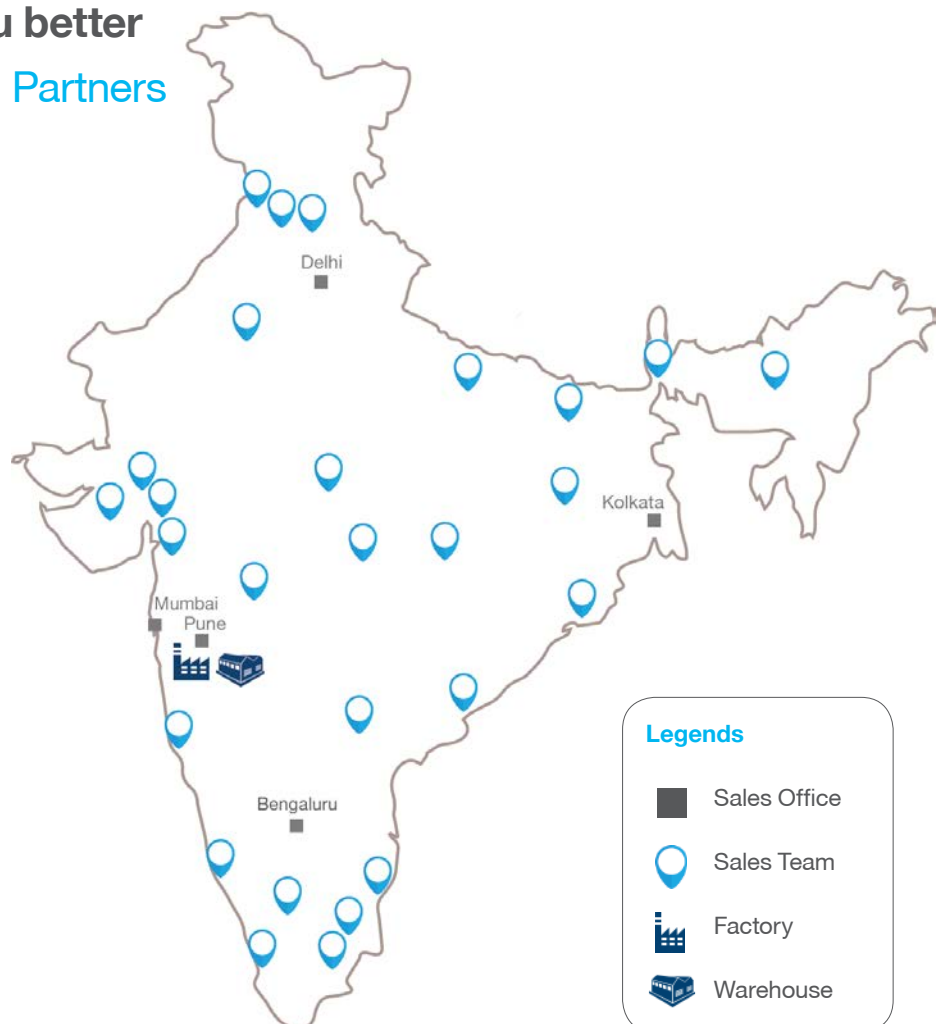 u better
Partners
Delhi
Kolkata
Mumbai
Pune
Bengaluru
Legends
Sales Office
Sales Team
Factory
Warehouse